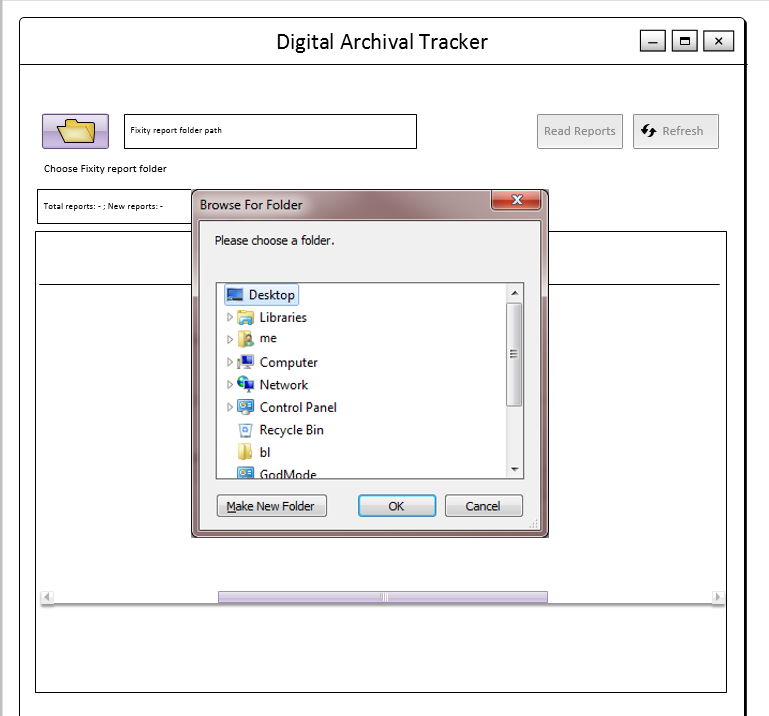 Digital Archival Tracker
Fixity report folder path
Read Reports
Refresh
Choose Fixity report folder
Total reports: - ; New reports: -
Browse For Folder
Please choose a folder.
Desktop
Libraries
me
Computer
Network
Control Panel
Recycle Bin
bl
GodMode
Make New Folder
OK
Cancel